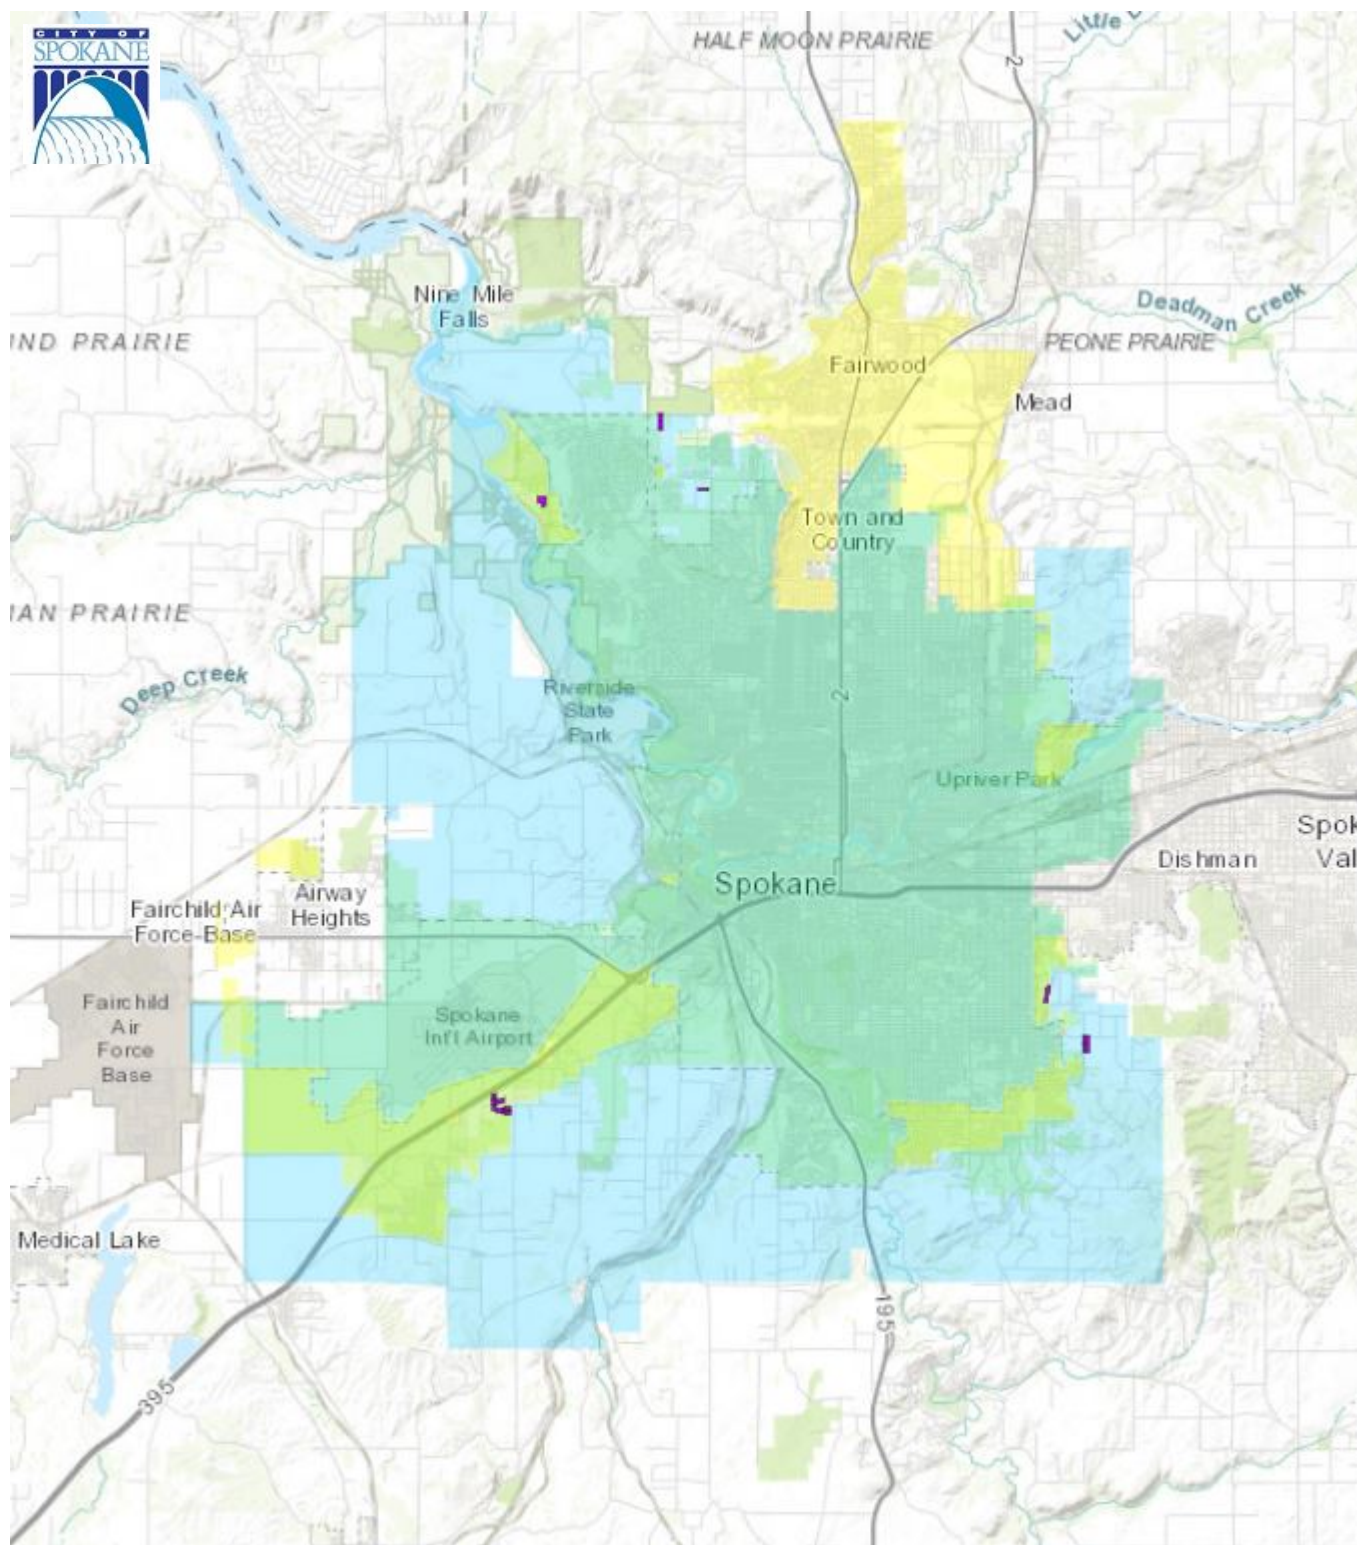 CITY OF
SPOKANE
HALF MOON PRAIRIE
Little
2
Nine Mile
Falls
Deadman Creek
IND PRAIRIE
PEONE PRAIRIE
Fairwood
Mead
Town and
Country
IAN PRAIRIE
Deep Creek
Riverside
State
Park
2
Upriver Park
Spok
Val
Dishman
Spokane
Airway
Heights
Fairchild Air
Force Base
Fairchild
Air
Force
Base
Spokane
Int'l Airport
Medical Lake
195
395